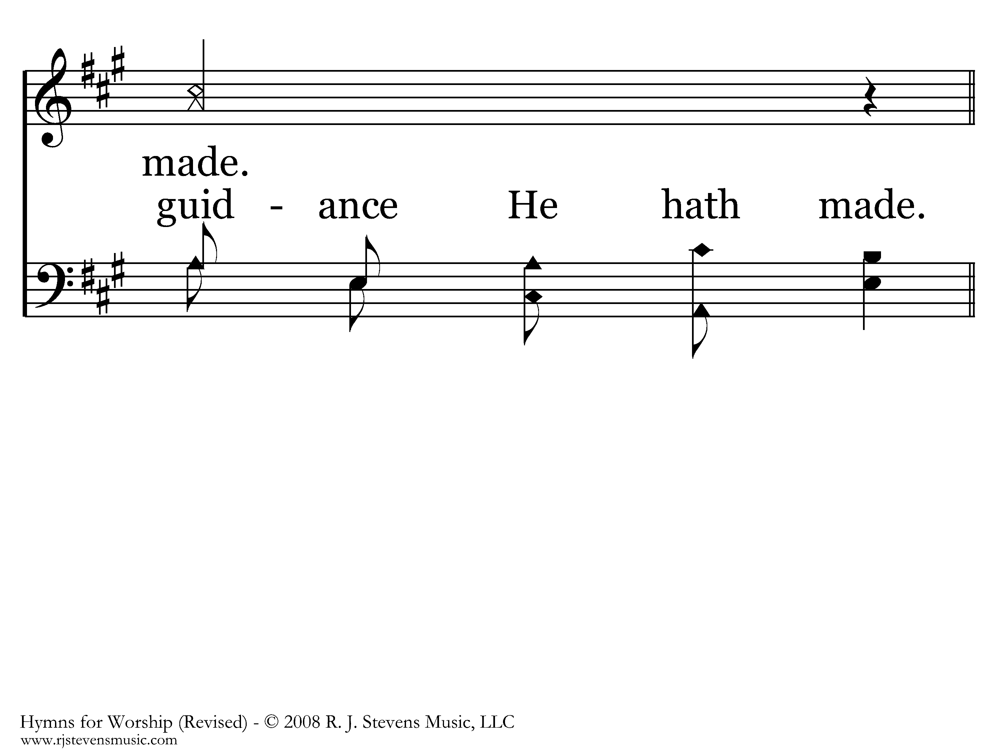 made.
guid - ance He hath made.
Hymns for Worship (Revised) - © 2008 R. J. Stevens Music, LLC
www.rjstevensmusic.com